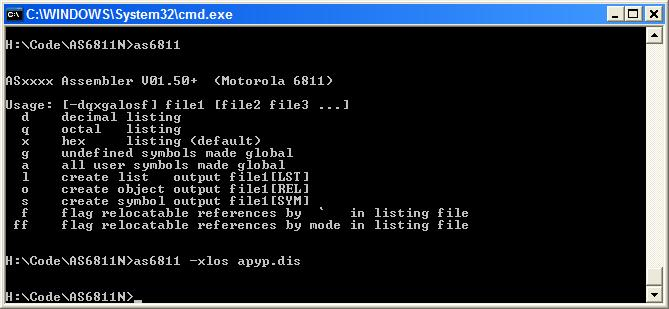 C:\WINDOWS\System32\cmd.exe
H:\Code\AS6811N>as6811
ASxxxx Assembler V01.50+  (Motorola 6811)
Usage: [-dqxgalosf] file1 [file2 file3 ...]
  d    decimal listing
  q    octal   listing
  x    hex     listing (default)
  g    undefined symbols made global
  a    all user symbols made global
  l    create list   output file1[LST]
  o    create object output file1[REL]
  s    create symbol output file1[SYM]
  f    flag relocatable references by  `   in listing file
 ff    flag relocatable references by mode in listing file
H:\Code\AS6811N>as6811 -xlos apyp.dis
H:\Code\AS6811N>_